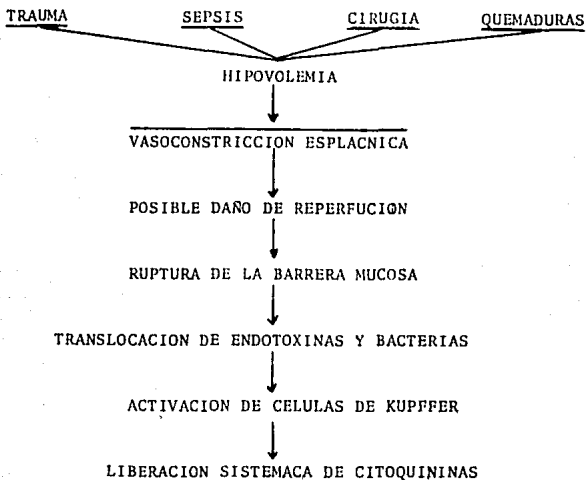 TRAUMA SEPSIS CIRUGIA QUEMADURAS
HIPOVOLEMIA
VASOCONSTRICCION ESPLACNICA
POSIBLE DAÑO DE REPERFUCION
RUPTURA DE LA BARRERA MUCOSA
TRANSLOCACION DE ENDOTOXINAS Y BACTERIAS
ACTIVACION DE CELULAS DE KUPFFER
LIBERACION SISTEMACA DE CITOQUININAS